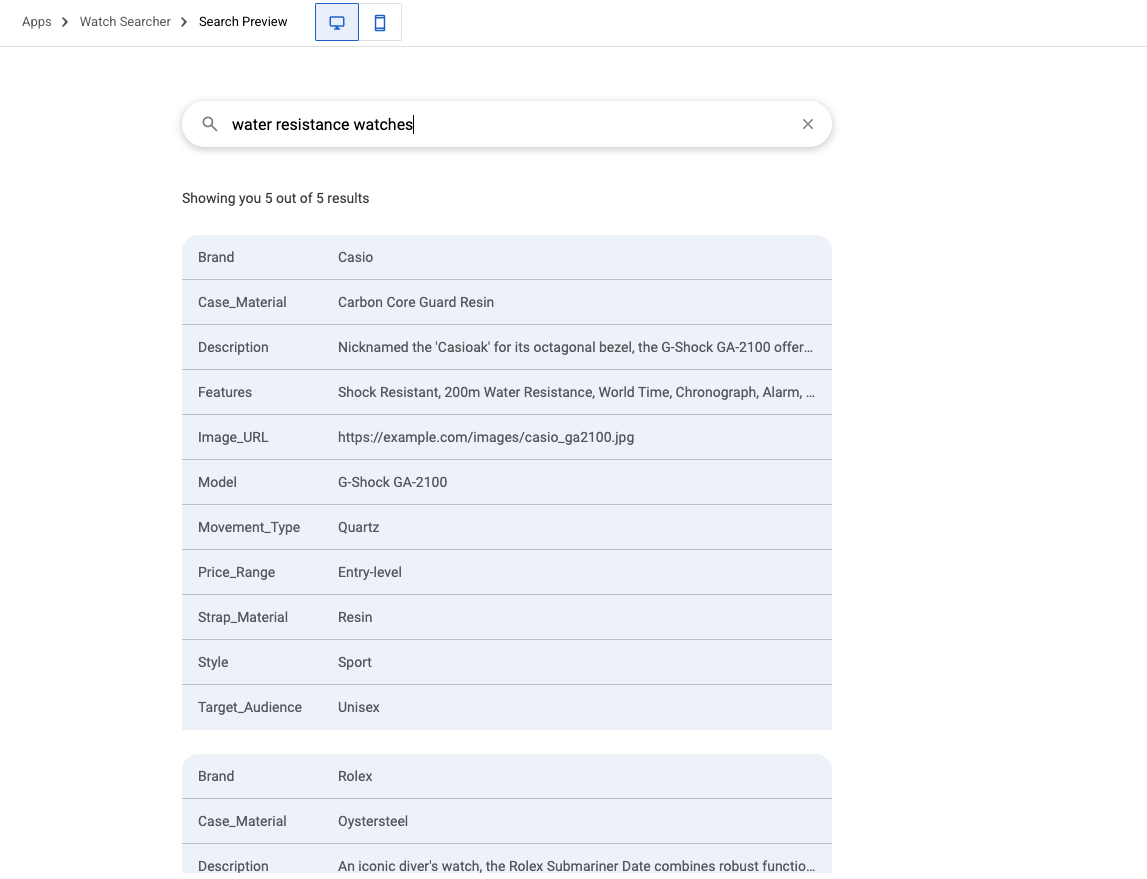 Apps > Watch Searcher > Search Preview
water resistance watches
Showing you 5 out of 5 results
Brand Casio
Case_Material Carbon Core Guard Resin
Description Nicknamed the 'Casioak' for its octagonal bezel, the G-Shock GA-2100 offer...
Features Shock Resistant, 200m Water Resistance, World Time, Chronograph, Alarm, ...
Image_URL https://example.com/images/casio_ga2100.jpg
Model G-Shock GA-2100
Movement_Type Quartz
Price_Range Entry-level
Strap_Material Resin
Style Sport
Target_Audience Unisex
Brand Rolex
Case_Material Oystersteel
Description An iconic diver's watch, the Rolex Submariner Date combines robust functio...